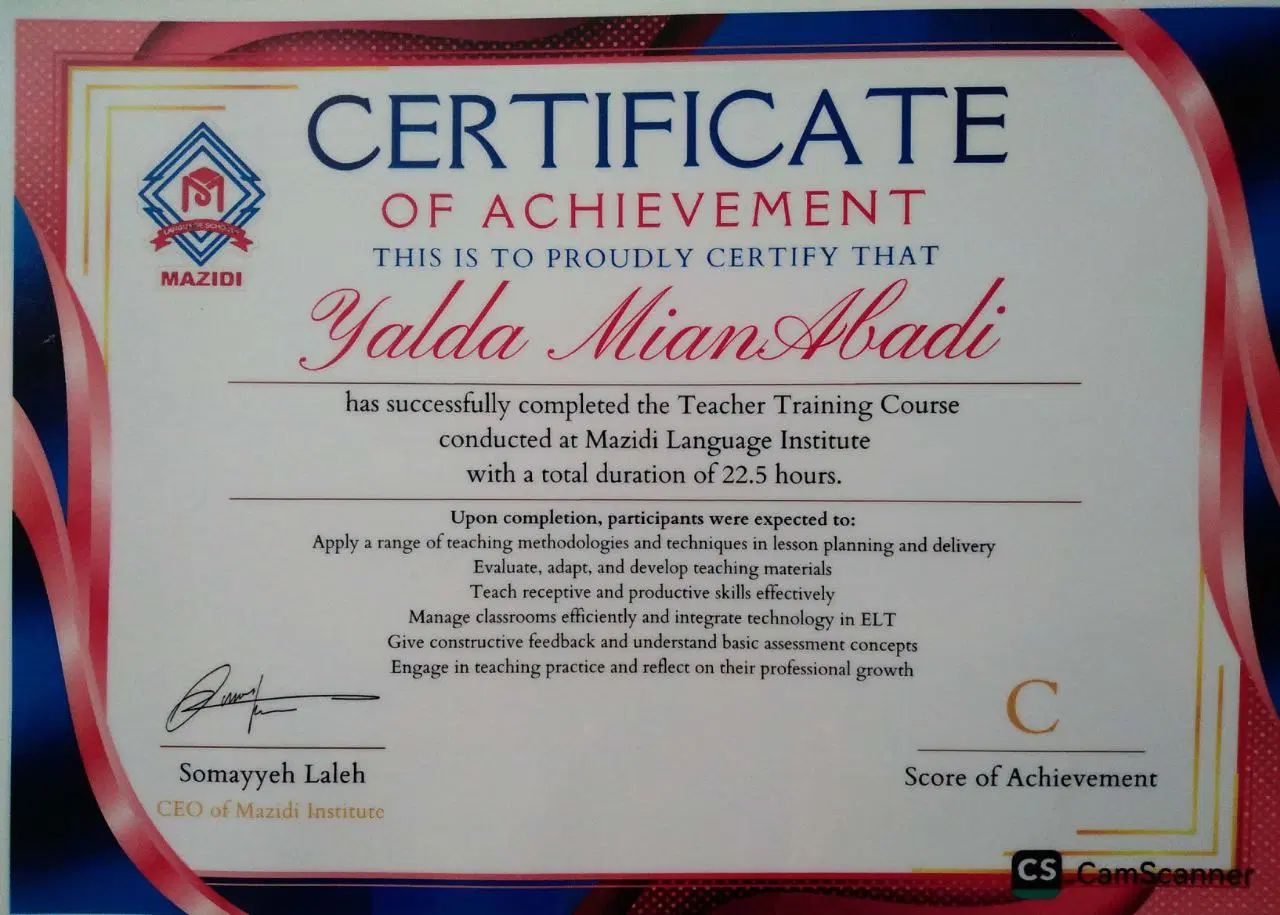 CERTIFICATE
OF ACHIEVEMENT
LANGUAGE SCHOOLS
MAZIDI
THIS IS TO PROUDLY CERTIFY THAT
Yalda MianAbadi
has successfully completed the Teacher Training Course
conducted at Mazidi Language Institute
with a total duration of 22.5 hours.
Upon completion, participants were expected to:
Apply a range of teaching methodologies and techniques in lesson planning and delivery
Evaluate, adapt, and develop teaching materials
Teach receptive and productive skills effectively
Manage classrooms efficiently and integrate technology in ELT
Give constructive feedback and understand basic assessment concepts
Engage in teaching practice and reflect on their professional growth
C
Somayyeh Laleh
Score of Achievement
CEO of Mazidi Institute
CS CamScanner